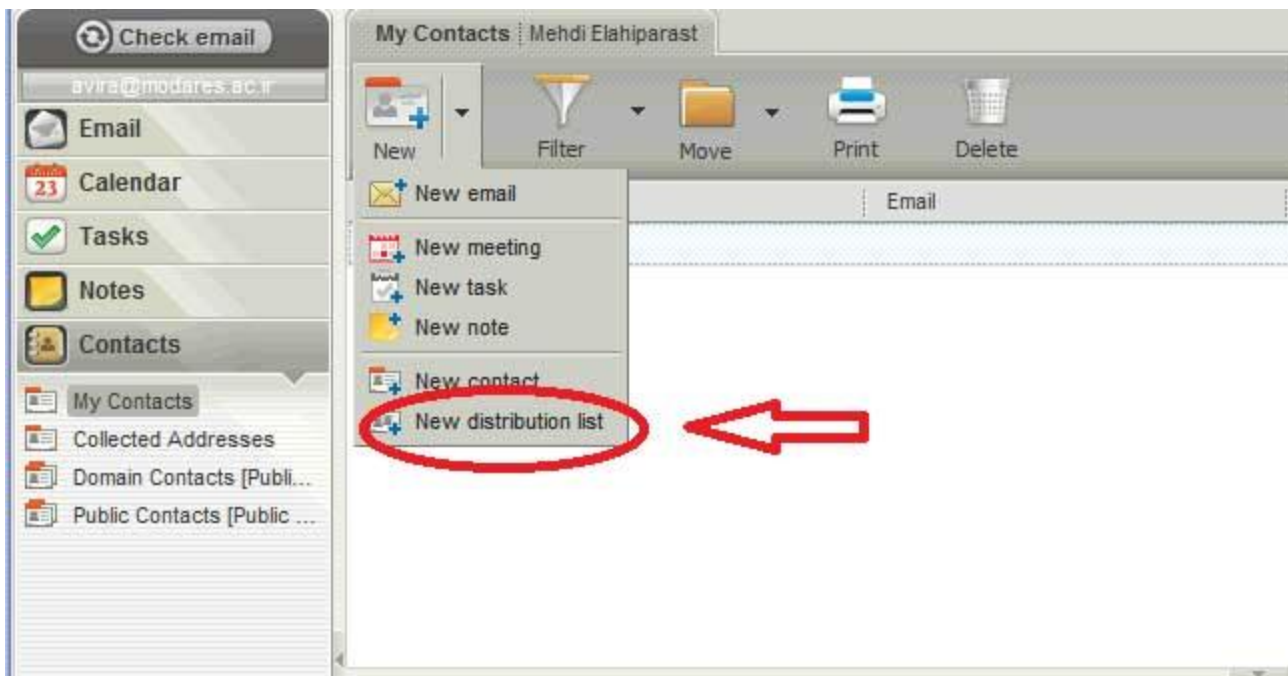 Check email
avira@modares.ac.ir
Email
23
Calendar
Tasks
Notes
Contacts
My Contacts
Collected Addresses
Domain Contacts [Publi...
Public Contacts [Public ...
My Contacts Mehdi Elahiparast
New
Filter
Move
Print
Delete
Email
New email
New meeting
New task
New note
New contact
New distribution list